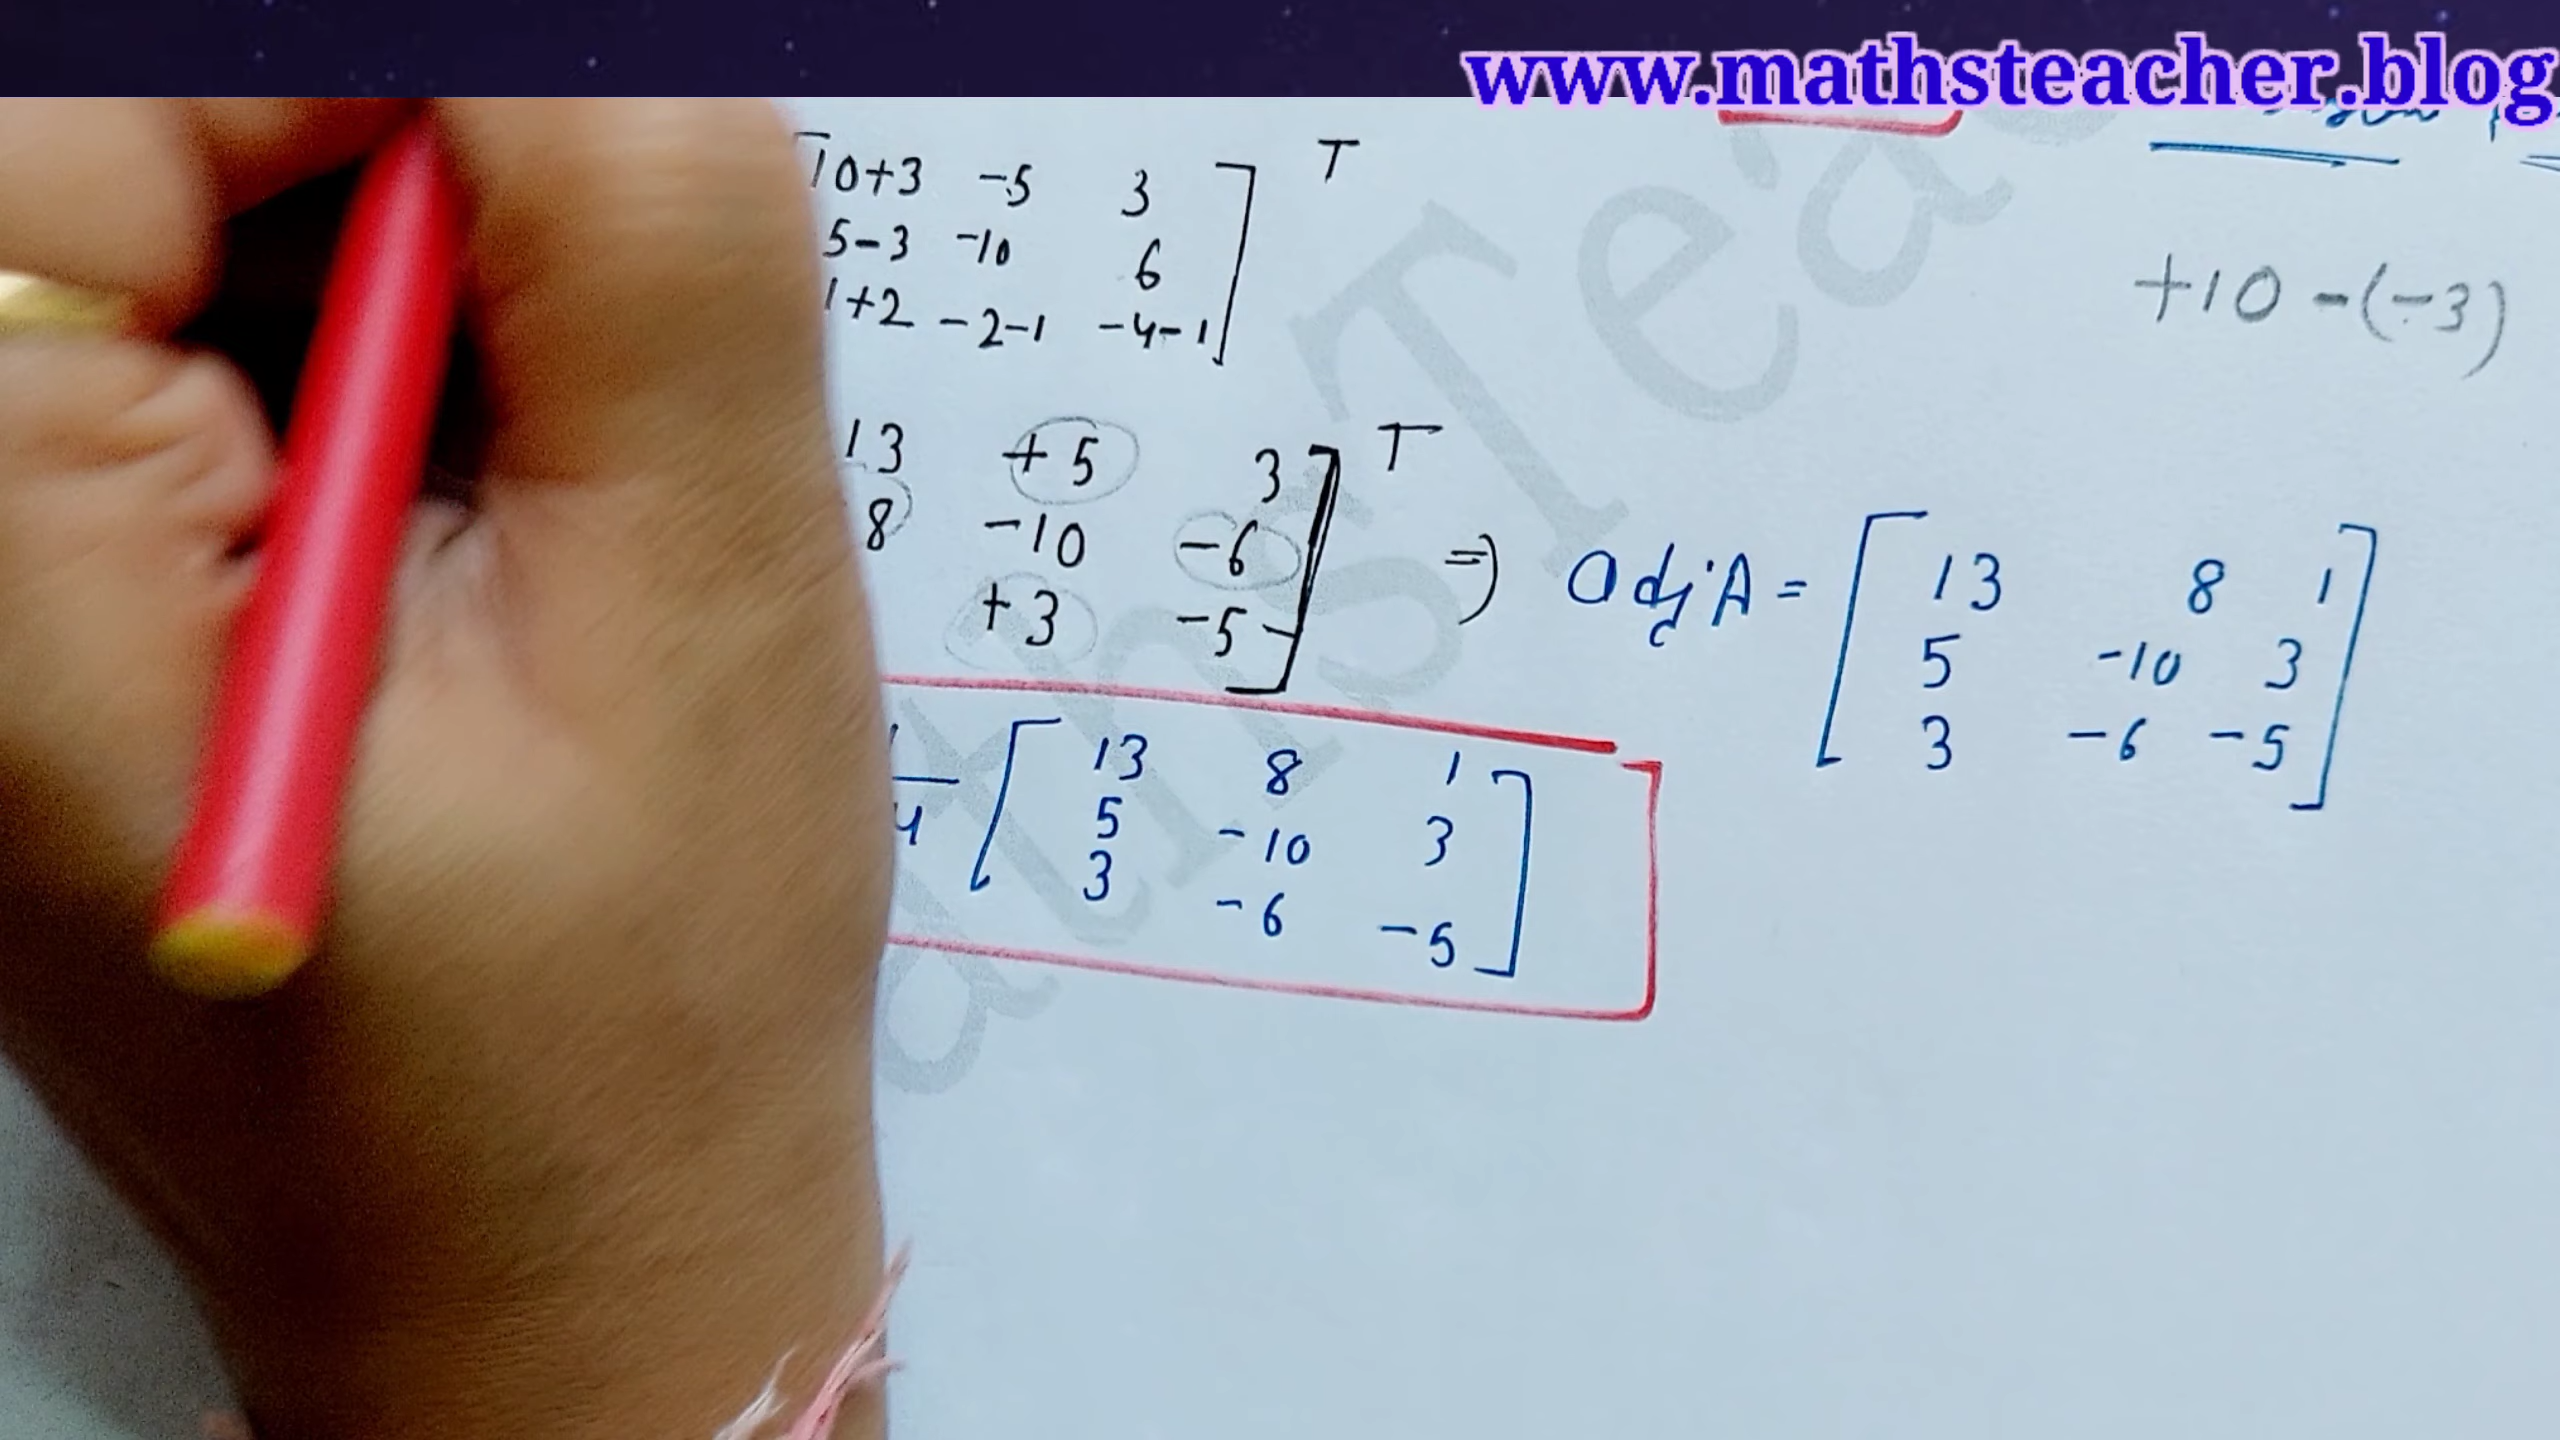 www.mathsteacher.blog
10+3 -5 3 T
5-3 -10 6
1+2 -2-1 -4-1
+10 -(-3)
13 +5 3 T
8 -10 -6
+3 -5
⇒ adj A = 13 8 1
5 -10 3
3 -6 -5
13 8 1
5 -10 3
3 -6 -5
4